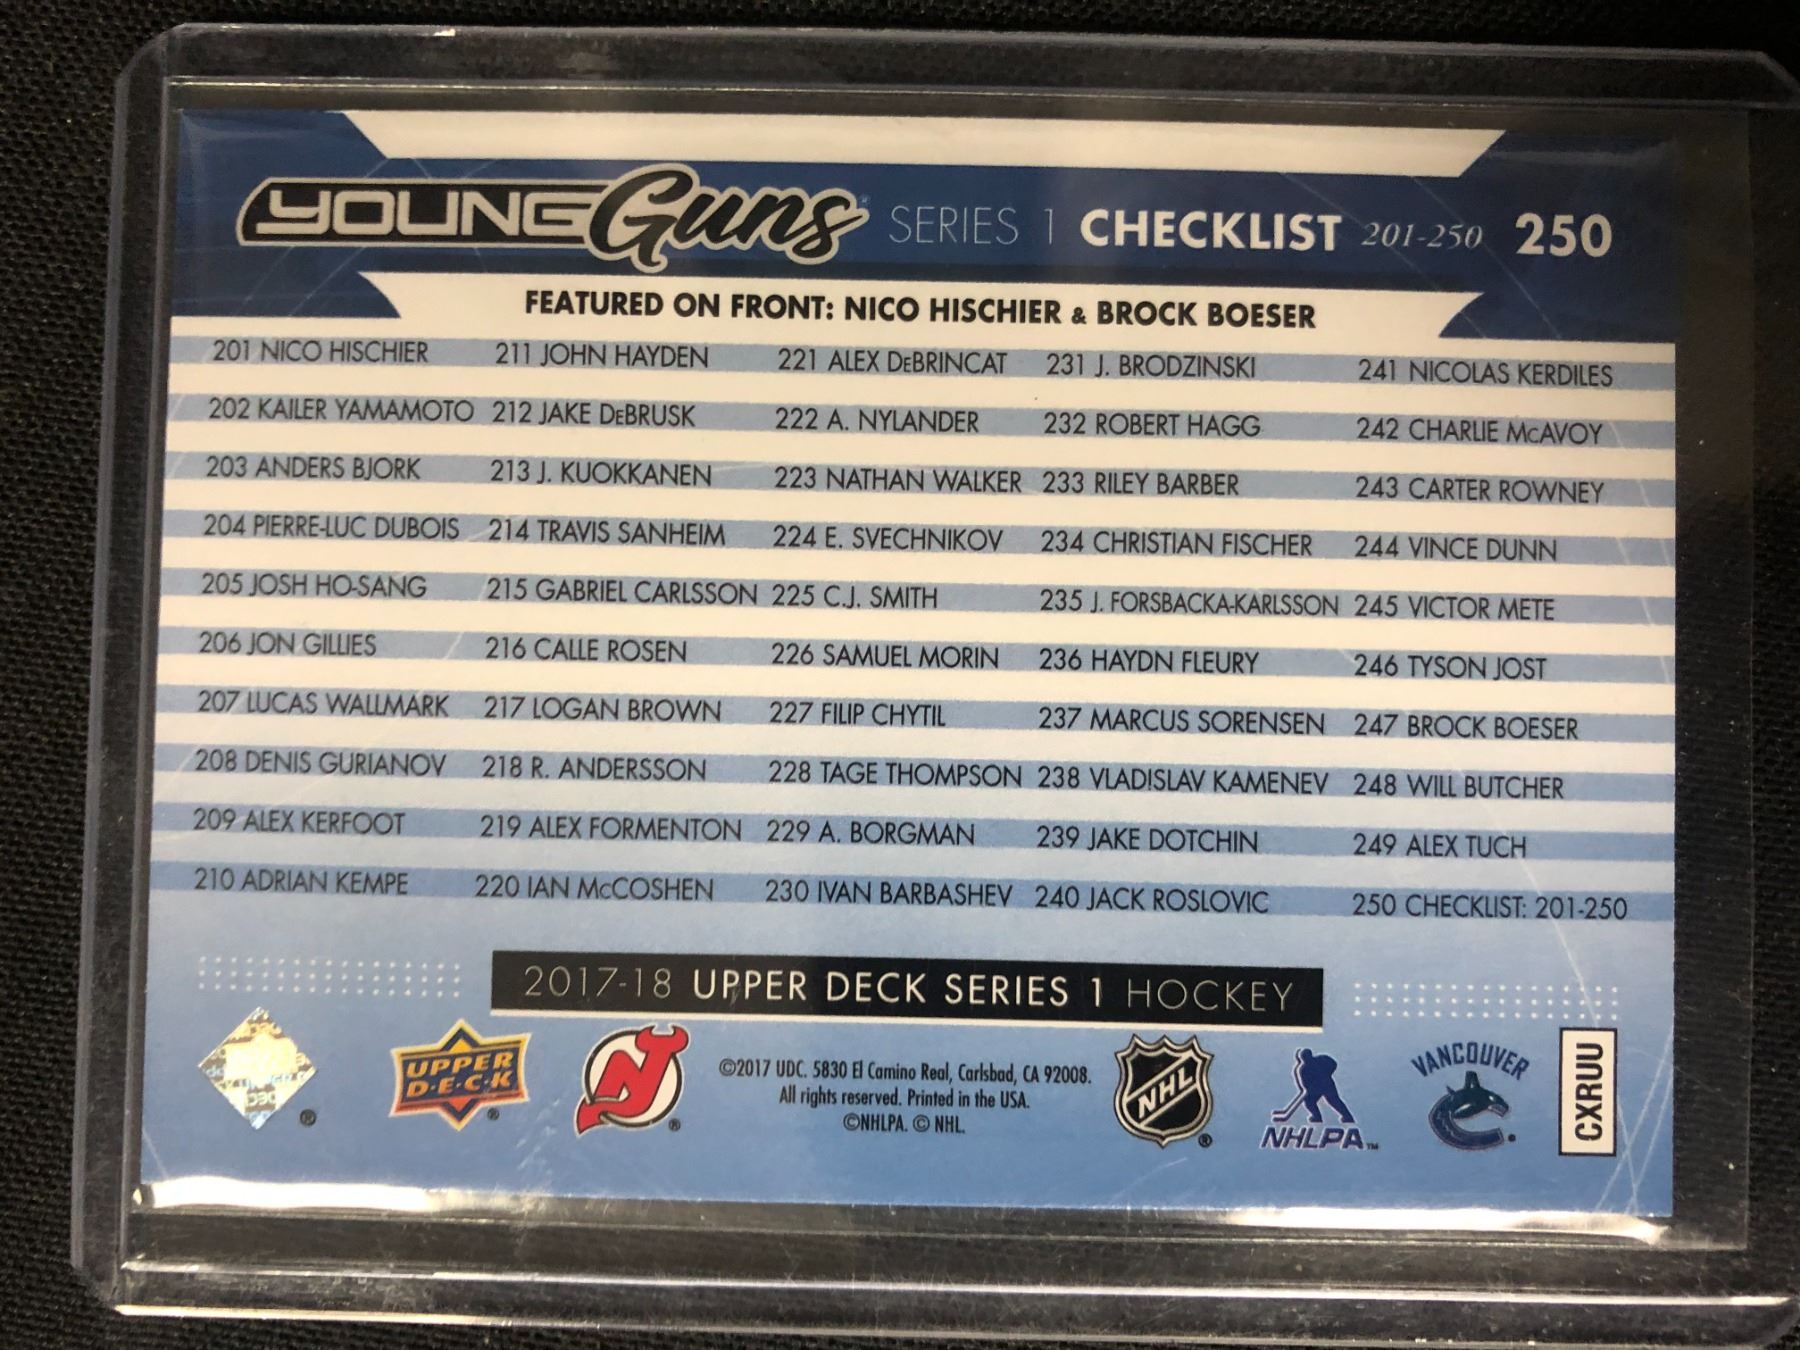 YOUNG Guns® SERIES 1 CHECKLIST 201-250 250
FEATURED ON FRONT: NICO HISCHIER & BROCK BOESER
201 NICO HISCHIER
202 KAILER YAMAMOTO
203 ANDERS BJORK
204 PIERRE-LUC DUBOIS
205 JOSH HO-SANG
206 JON GILLIES
207 LUCAS WALLMARK
208 DENIS GURIANOV
209 ALEX KERFOOT
210 ADRIAN KEMPE
211 JOHN HAYDEN
212 JAKE DEBRUSK
213 J. KUOKKANEN
214 TRAVIS SANHEIM
215 GABRIEL CARLSSON
216 CALLE ROSEN
217 LOGAN BROWN
218 R. ANDERSSON
219 ALEX FORMENTON
220 IAN McCOSHEN
221 ALEX DEBRINCAT
222 A. NYLANDER
223 NATHAN WALKER
224 E. SVECHNIKOV
225 C.J. SMITH
226 SAMUEL MORIN
227 FILIP CHYTIL
228 TAGE THOMPSON
229 A. BORGMAN
230 IVAN BARBASHEV
231 J. BRODZINSKI
232 ROBERT HAGG
233 RILEY BARBER
234 CHRISTIAN FISCHER
235 J. FORSBACKA-KARLSSON
236 HAYDN FLEURY
237 MARCUS SORENSEN
238 VLADISLAV KAMENEV
239 JAKE DOTCHIN
240 JACK ROSLOVIC
241 NICOLAS KERDILES
242 CHARLIE McAVOY
243 CARTER ROWNEY
244 VINCE DUNN
245 VICTOR METE
246 TYSON JOST
247 BROCK BOESER
248 WILL BUTCHER
249 ALEX TUCH
250 CHECKLIST: 201-250
2017-18 UPPER DECK SERIES 1 HOCKEY
UPPER
D•E•C•K
®
©2017 UDC. 5830 El Camino Real, Carlsbad, CA 92008.
All rights reserved. Printed in the USA.
©NHLPA. © NHL.
NHL
®
NHLPA™
VANCOUVER
CXRUU